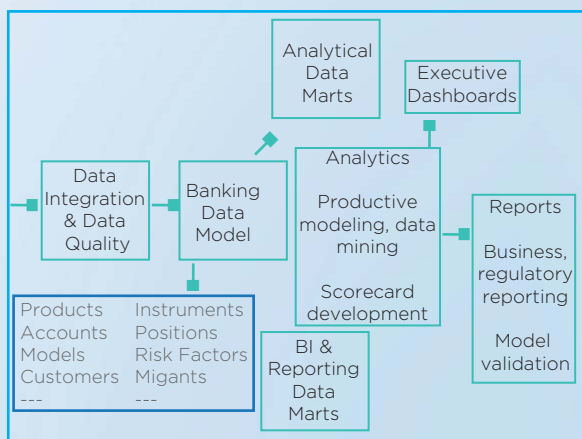 Analytical
Data
Marts
Executive
Dashboards
Data
Integration
& Data
Quality
Banking
Data
Model
Analytics
Productive
modeling, data
mining
Scorecard
development
Reports
Business,
regulatory
reporting
Model
validation
Products
Accounts
Models
Customers
---
Instruments
Positions
Risk Factors
Migants
---
BI &
Reporting
Data
Marts